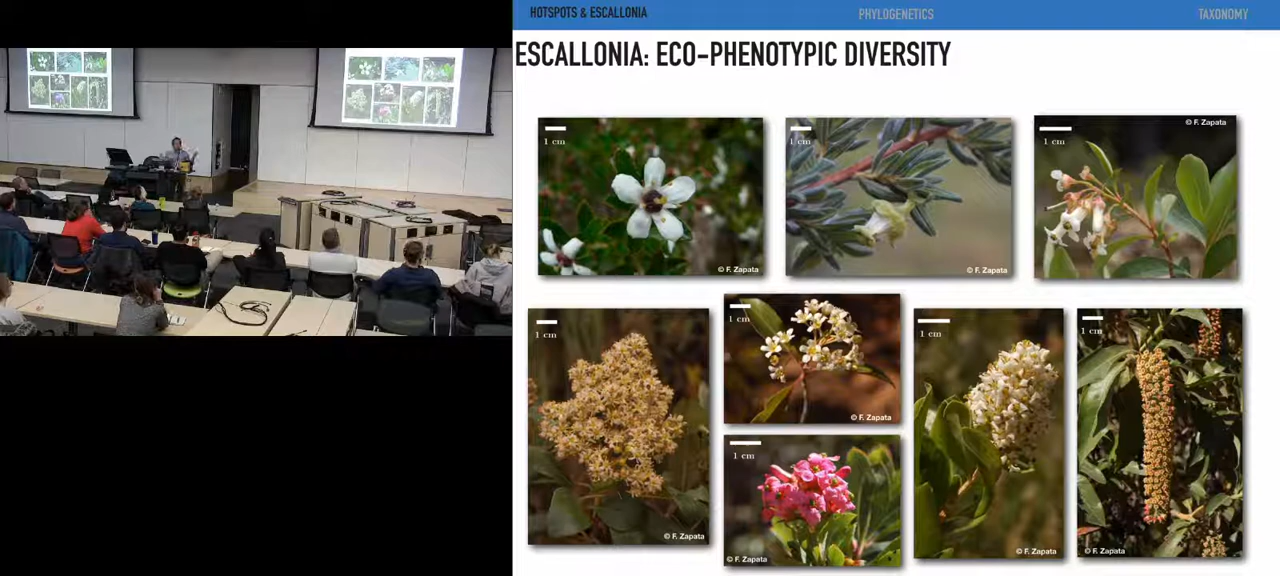 HOTSPOTS & ESCALLONIA
PHYLOGENETICS
TAXONOMY
ESCALLONIA: ECO-PHENOTYPIC DIVERSITY
1 cm
© F. Zapata
1 cm
© F. Zapata
1 cm
© F. Zapata
1 cm
© F. Zapata
1 cm
© F. Zapata
1 cm
© F. Zapata
1 cm
© F. Zapata
1 cm
© F. Zapata